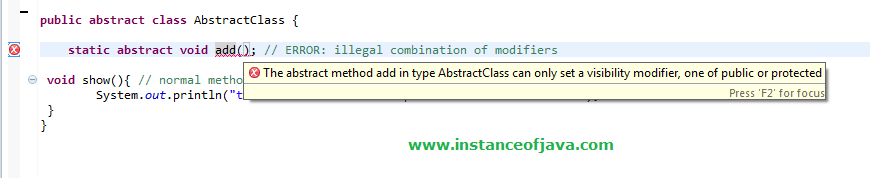 public abstract class AbstractClass {
static abstract void add(); // ERROR: illegal combination of modifiers
The abstract method add in type AbstractClass can only set a visibility modifier, one of public or protected
void show(){ // normal metho
System.out.println("t
Press 'F2' for focus
}
}
www.instanceofjava.com